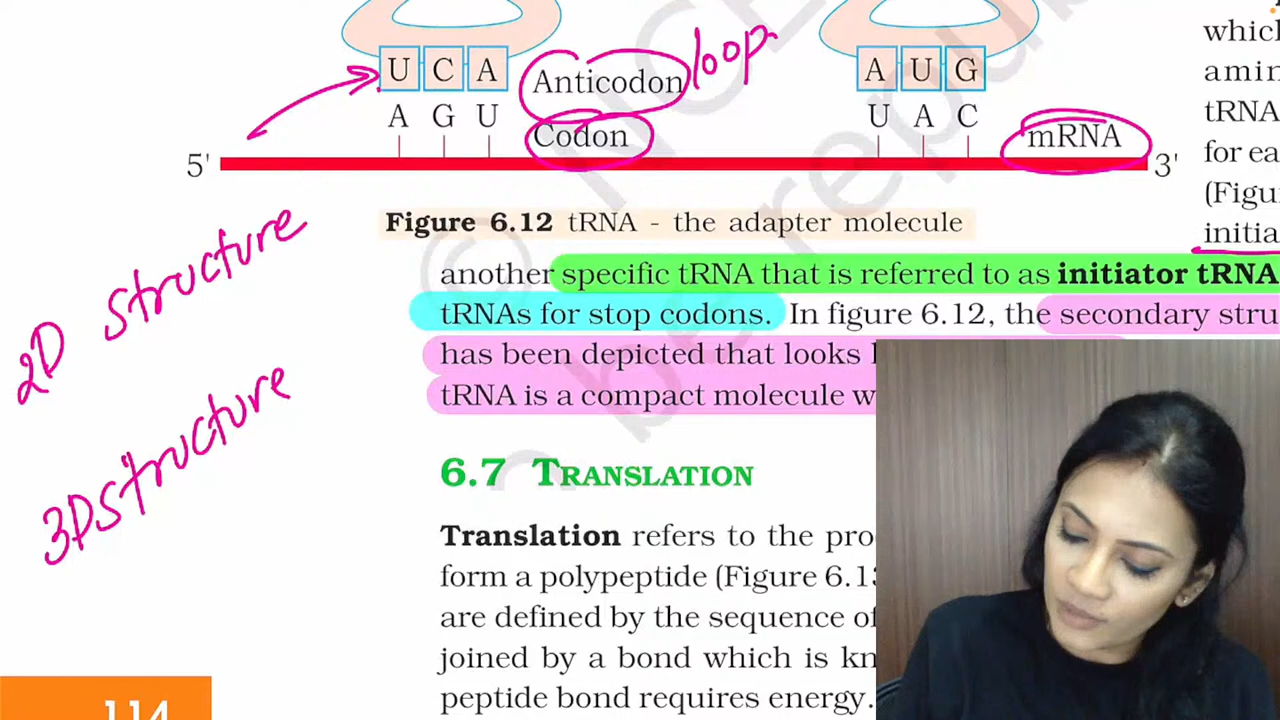 U C A
Anticodon
loop
A U G
A G U
Codon
U A C
mRNA
5'
3'
which
amin
tRNA
for ea
(Figu
initia
Figure 6.12 tRNA - the adapter molecule
2D Structure
3D structure
another specific tRNA that is referred to as initiator tRNA
tRNAs for stop codons. In figure 6.12, the secondary stru
has been depicted that looks
tRNA is a compact molecule w
6.7 TRANSLATION
Translation refers to the pro
form a polypeptide (Figure 6.13
are defined by the sequence of
joined by a bond which is kn
peptide bond requires energy.
114